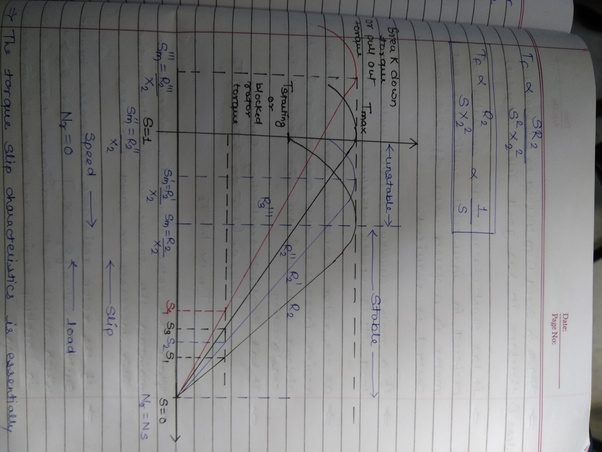 Date:
Page No:
Tr α SR2
S²X2²
Tr α R2 α 1
SX2² S
Break down
torque
or pull out
torque
Tmax
←unstable→
← Stable →
Tstarting
or
blocked
rotor
torque
R2''' R2'' R2' R2
S4 S3 S2 S1
S=1
S=0
Sm'''=R2'''
X2
Sm''=R2''
X2
Sm'=R2'
X2
Sm=R2
X2
Nr=0
Nr=Ns
Speed →
← Slip
← load
⇒ The torque slip characteristics is essentially